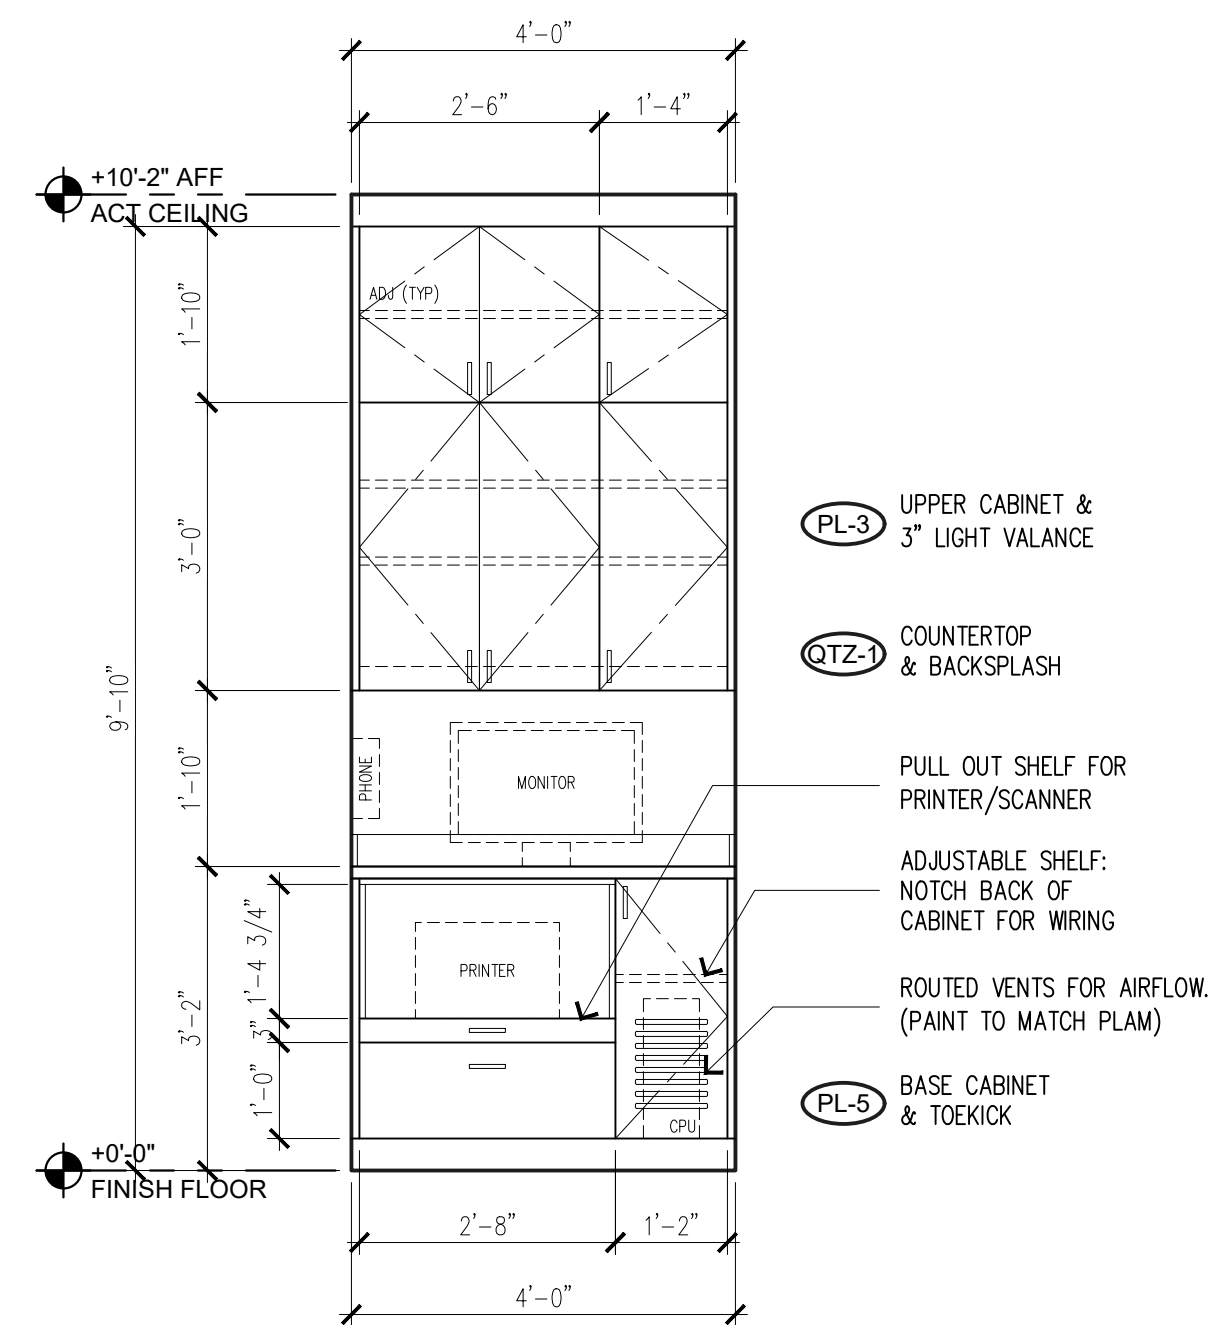 4'-0"
2'-6"
1'-4"
+10'-2" AFF
ACT CEILING
ADJ (TYP)
1'-10"
3'-0"
9'-10"
1'-10"
3'-2"
1'-4 3/4"
3"
1'-0"
PHONE
MONITOR
PRINTER
CPU
PL-3
UPPER CABINET &
3" LIGHT VALANCE
QTZ-1
COUNTERTOP
& BACKSPLASH
PULL OUT SHELF FOR
PRINTER/SCANNER
ADJUSTABLE SHELF:
NOTCH BACK OF
CABINET FOR WIRING
ROUTED VENTS FOR AIRFLOW.
(PAINT TO MATCH PLAM)
PL-5
BASE CABINET
& TOEKICK
+0'-0"
FINISH FLOOR
2'-8"
1'-2"
4'-0"